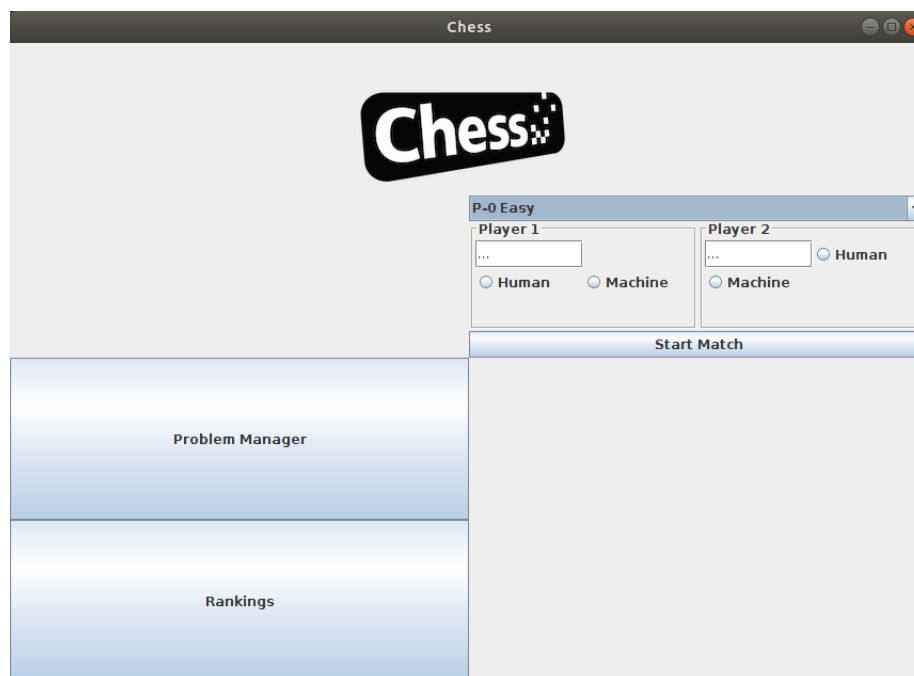 Chess
Chess
P-0 Easy
Player 1
Player 2
...
...
Human
Human
Machine
Machine
Start Match
Problem Manager
Rankings